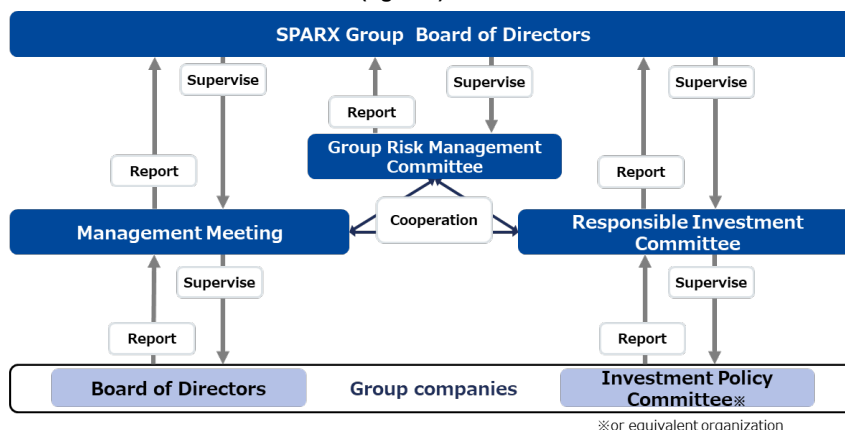 SPARX Group Board of Directors
Supervise
Supervise
Supervise
Report
Report
Report
Group Risk Management
Committee
Cooperation
Management Meeting
Responsible Investment
Committee
Supervise
Supervise
Report
Report
Board of Directors
Group companies
Investment Policy
Committee※
※or equivalent organization